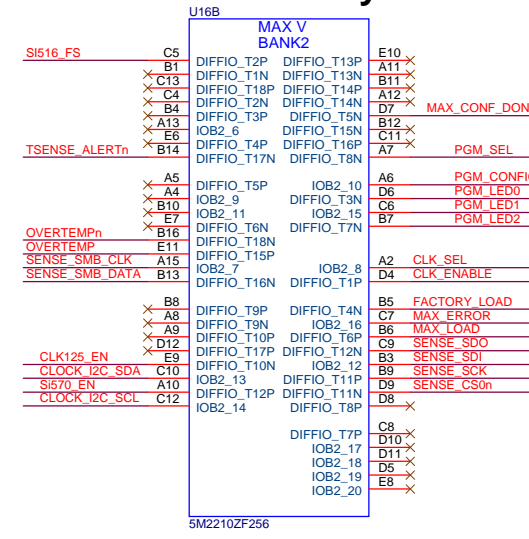 U16B
MAX V
BANK2
SI516_FS C5 DIFFIO_T2P DIFFIO_T13P E10
B1 DIFFIO_T1N DIFFIO_T13N A11
C13 DIFFIO_T18P DIFFIO_T14P B11
C4 DIFFIO_T2N DIFFIO_T14N A12
B4 DIFFIO_T3P DIFFIO_T5N D7 MAX_CONF_DON
A13 IOB2_6 DIFFIO_T15N B12
E6 DIFFIO_T4P DIFFIO_T16P C11
TSENSE_ALERTn B14 DIFFIO_T17N DIFFIO_T8N A7 PGM_SEL
A5 DIFFIO_T5P IOB2_10 A6 PGM_CONFI
A4 IOB2_9 DIFFIO_T3N D6 PGM_LED0
B10 IOB2_11 IOB2_15 C6 PGM_LED1
E7 DIFFIO_T6N DIFFIO_T7N B7 PGM_LED2
OVERTEMPn B16 DIFFIO_T18N
OVERTEMP E11 DIFFIO_T15P
SENSE_SMB_CLK A15 IOB2_7 IOB2_8 A2 CLK_SEL
SENSE_SMB_DATA B13 DIFFIO_T16N DIFFIO_T1P D4 CLK_ENABLE
B8 DIFFIO_T9P DIFFIO_T4N B5 FACTORY_LOAD
A8 DIFFIO_T9N IOB2_16 C7 MAX_ERROR
A9 DIFFIO_T10P DIFFIO_T6P B6 MAX_LOAD
D12 DIFFIO_T17P DIFFIO_T12N C9 SENSE_SDO
CLK125_EN E9 DIFFIO_T10N IOB2_12 B3 SENSE_SDI
CLOCK_I2C_SDA C10 IOB2_13 DIFFIO_T11P B9 SENSE_SCK
Si570_EN A10 DIFFIO_T12P DIFFIO_T11N D9 SENSE_CS0n
CLOCK_I2C_SCL C12 IOB2_14 DIFFIO_T8P D8
DIFFIO_T7P C8
IOB2_17 D10
IOB2_18 D11
IOB2_19 D5
IOB2_20 E8
5M2210ZF256